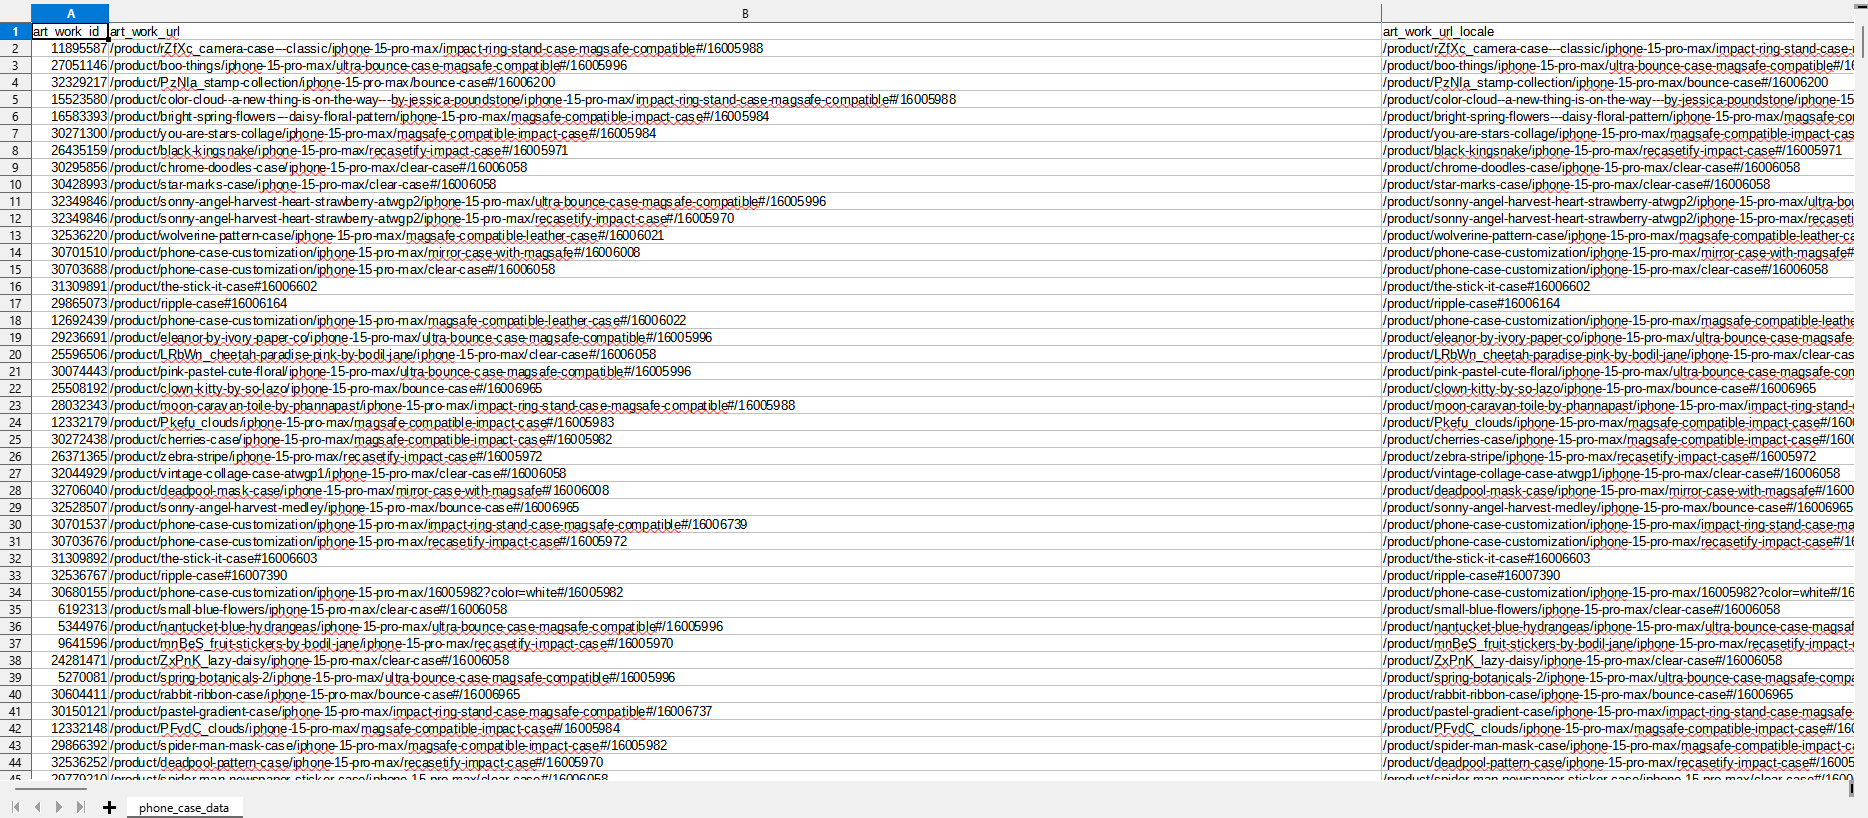 A B
1 art_work_id art_work_url art_work_url_locale
2 11895587 /product/rZfXc_camera-case---classic/iphone-15-pro-max/impact-ring-stand-case-magsafe-compatible#/16005988 /product/rZfXc_camera-case---classic/iphone-15-pro-max/impact-ring-stand-case-
3 27051146 /product/boo-things/iphone-15-pro-max/ultra-bounce-case-magsafe-compatible#/16005996 /product/boo-things/iphone-15-pro-max/ultra-bounce-case-magsafe-compatible#/16
4 32329217 /product/PzNIa_stamp-collection/iphone-15-pro-max/bounce-case#/16006200 /product/PzNIa_stamp-collection/iphone-15-pro-max/bounce-case#/16006200
5 15523580 /product/color-cloud--a-new-thing-is-on-the-way---by-jessica-poundstone/iphone-15-pro-max/impact-ring-stand-case-magsafe-compatible#/16005988 /product/color-cloud--a-new-thing-is-on-the-way---by-jessica-poundstone/iphone-15
6 16583393 /product/bright-spring-flowers---daisy-floral-pattern/iphone-15-pro-max/magsafe-compatible-impact-case#/16005984 /product/bright-spring-flowers---daisy-floral-pattern/iphone-15-pro-max/magsafe-co
7 30271300 /product/you-are-stars-collage/iphone-15-pro-max/magsafe-compatible-impact-case#/16005984 /product/you-are-stars-collage/iphone-15-pro-max/magsafe-compatible-impact-cas
8 26435159 /product/black-kingsnake/iphone-15-pro-max/recasetify-impact-case#/16005971 /product/black-kingsnake/iphone-15-pro-max/recasetify-impact-case#/16005971
9 30295856 /product/chrome-doodles-case/iphone-15-pro-max/clear-case#/16006058 /product/chrome-doodles-case/iphone-15-pro-max/clear-case#/16006058
10 30428993 /product/star-marks-case/iphone-15-pro-max/clear-case#/16006058 /product/star-marks-case/iphone-15-pro-max/clear-case#/16006058
11 32349846 /product/sonny-angel-harvest-heart-strawberry-atwgp2/iphone-15-pro-max/ultra-bounce-case-magsafe-compatible#/16005996 /product/sonny-angel-harvest-heart-strawberry-atwgp2/iphone-15-pro-max/ultra-bou
12 32349846 /product/sonny-angel-harvest-heart-strawberry-atwgp2/iphone-15-pro-max/recasetify-impact-case#/16005970 /product/sonny-angel-harvest-heart-strawberry-atwgp2/iphone-15-pro-max/recaseti
13 32536220 /product/wolverine-pattern-case/iphone-15-pro-max/magsafe-compatible-leather-case#/16006021 /product/wolverine-pattern-case/iphone-15-pro-max/magsafe-compatible-leather-ca
14 30701510 /product/phone-case-customization/iphone-15-pro-max/mirror-case-with-magsafe#/16006008 /product/phone-case-customization/iphone-15-pro-max/mirror-case-with-magsafe#
15 30703688 /product/phone-case-customization/iphone-15-pro-max/clear-case#/16006058 /product/phone-case-customization/iphone-15-pro-max/clear-case#/16006058
16 31309891 /product/the-stick-it-case#16006602 /product/the-stick-it-case#16006602
17 29865073 /product/ripple-case#16006164 /product/ripple-case#16006164
18 12692439 /product/phone-case-customization/iphone-15-pro-max/magsafe-compatible-leather-case#/16006022 /product/phone-case-customization/iphone-15-pro-max/magsafe-compatible-leathe
19 29236691 /product/eleanor-by-ivory-paper-co/iphone-15-pro-max/ultra-bounce-case-magsafe-compatible#/16005996 /product/eleanor-by-ivory-paper-co/iphone-15-pro-max/ultra-bounce-case-magsafe-
20 25596506 /product/LRbWn_cheetah-paradise-pink-by-bodil-jane/iphone-15-pro-max/clear-case#/16006058 /product/LRbWn_cheetah-paradise-pink-by-bodil-jane/iphone-15-pro-max/clear-cas
21 30074443 /product/pink-pastel-cute-floral/iphone-15-pro-max/ultra-bounce-case-magsafe-compatible#/16005996 /product/pink-pastel-cute-floral/iphone-15-pro-max/ultra-bounce-case-magsafe-con
22 25508192 /product/clown-kitty-by-so-lazo/iphone-15-pro-max/bounce-case#/16006965 /product/clown-kitty-by-so-lazo/iphone-15-pro-max/bounce-case#/16006965
23 28032343 /product/moon-caravan-toile-by-phannapast/iphone-15-pro-max/impact-ring-stand-case-magsafe-compatible#/16005988 /product/moon-caravan-toile-by-phannapast/iphone-15-pro-max/impact-ring-stand-
24 12332179 /product/Pkefu_clouds/iphone-15-pro-max/magsafe-compatible-impact-case#/16005983 /product/Pkefu_clouds/iphone-15-pro-max/magsafe-compatible-impact-case#/160
25 30272438 /product/cherries-case/iphone-15-pro-max/magsafe-compatible-impact-case#/16005982 /product/cherries-case/iphone-15-pro-max/magsafe-compatible-impact-case#/160
26 26371365 /product/zebra-stripe/iphone-15-pro-max/recasetify-impact-case#/16005972 /product/zebra-stripe/iphone-15-pro-max/recasetify-impact-case#/16005972
27 32044929 /product/vintage-collage-case-atwgp1/iphone-15-pro-max/clear-case#/16006058 /product/vintage-collage-case-atwgp1/iphone-15-pro-max/clear-case#/16006058
28 32706040 /product/deadpool-mask-case/iphone-15-pro-max/mirror-case-with-magsafe#/16006008 /product/deadpool-mask-case/iphone-15-pro-max/mirror-case-with-magsafe#/1600
29 32528507 /product/sonny-angel-harvest-medley/iphone-15-pro-max/bounce-case#/16006965 /product/sonny-angel-harvest-medley/iphone-15-pro-max/bounce-case#/16006965
30 30701537 /product/phone-case-customization/iphone-15-pro-max/impact-ring-stand-case-magsafe-compatible#/16006739 /product/phone-case-customization/iphone-15-pro-max/impact-ring-stand-case-ma
31 30703676 /product/phone-case-customization/iphone-15-pro-max/recasetify-impact-case#/16005972 /product/phone-case-customization/iphone-15-pro-max/recasetify-impact-case#/16
32 31309892 /product/the-stick-it-case#16006603 /product/the-stick-it-case#16006603
33 32536767 /product/ripple-case#16007390 /product/ripple-case#16007390
34 30680155 /product/phone-case-customization/iphone-15-pro-max/16005982?color=white#/16005982 /product/phone-case-customization/iphone-15-pro-max/16005982?color=white#/16
35 6192313 /product/small-blue-flowers/iphone-15-pro-max/clear-case#/16006058 /product/small-blue-flowers/iphone-15-pro-max/clear-case#/16006058
36 5344976 /product/nantucket-blue-hydrangeas/iphone-15-pro-max/ultra-bounce-case-magsafe-compatible#/16005996 /product/nantucket-blue-hydrangeas/iphone-15-pro-max/ultra-bounce-case-magsaf
37 9641596 /product/mnBeS_fruit-stickers-by-bodil-jane/iphone-15-pro-max/recasetify-impact-case#/16005970 /product/mnBeS_fruit-stickers-by-bodil-jane/iphone-15-pro-max/recasetify-impact-
38 24281471 /product/ZxPnK_lazy-daisy/iphone-15-pro-max/clear-case#/16006058 /product/ZxPnK_lazy-daisy/iphone-15-pro-max/clear-case#/16006058
39 5270081 /product/spring-botanicals-2/iphone-15-pro-max/ultra-bounce-case-magsafe-compatible#/16005996 /product/spring-botanicals-2/iphone-15-pro-max/ultra-bounce-case-magsafe-compa
40 30604411 /product/rabbit-ribbon-case/iphone-15-pro-max/bounce-case#/16006965 /product/rabbit-ribbon-case/iphone-15-pro-max/bounce-case#/16006965
41 30150121 /product/pastel-gradient-case/iphone-15-pro-max/impact-ring-stand-case-magsafe-compatible#/16006737 /product/pastel-gradient-case/iphone-15-pro-max/impact-ring-stand-case-magsafe-
42 12332148 /product/PFvdC_clouds/iphone-15-pro-max/magsafe-compatible-impact-case#/16005984 /product/PFvdC_clouds/iphone-15-pro-max/magsafe-compatible-impact-case#/160
43 29866392 /product/spider-man-mask-case/iphone-15-pro-max/magsafe-compatible-impact-case#/16005982 /product/spider-man-mask-case/iphone-15-pro-max/magsafe-compatible-impact-c
44 32536252 /product/deadpool-pattern-case/iphone-15-pro-max/recasetify-impact-case#/16005970 /product/deadpool-pattern-case/iphone-15-pro-max/recasetify-impact-case#/16005
45 29779210 /product/spider-man-newspaper-sticker-case/iphone-15-pro-max/clear-case#/16006058 /product/spider-man-newspaper-sticker-case/iphone-15-pro-max/clear-case#/1600
phone_case_data